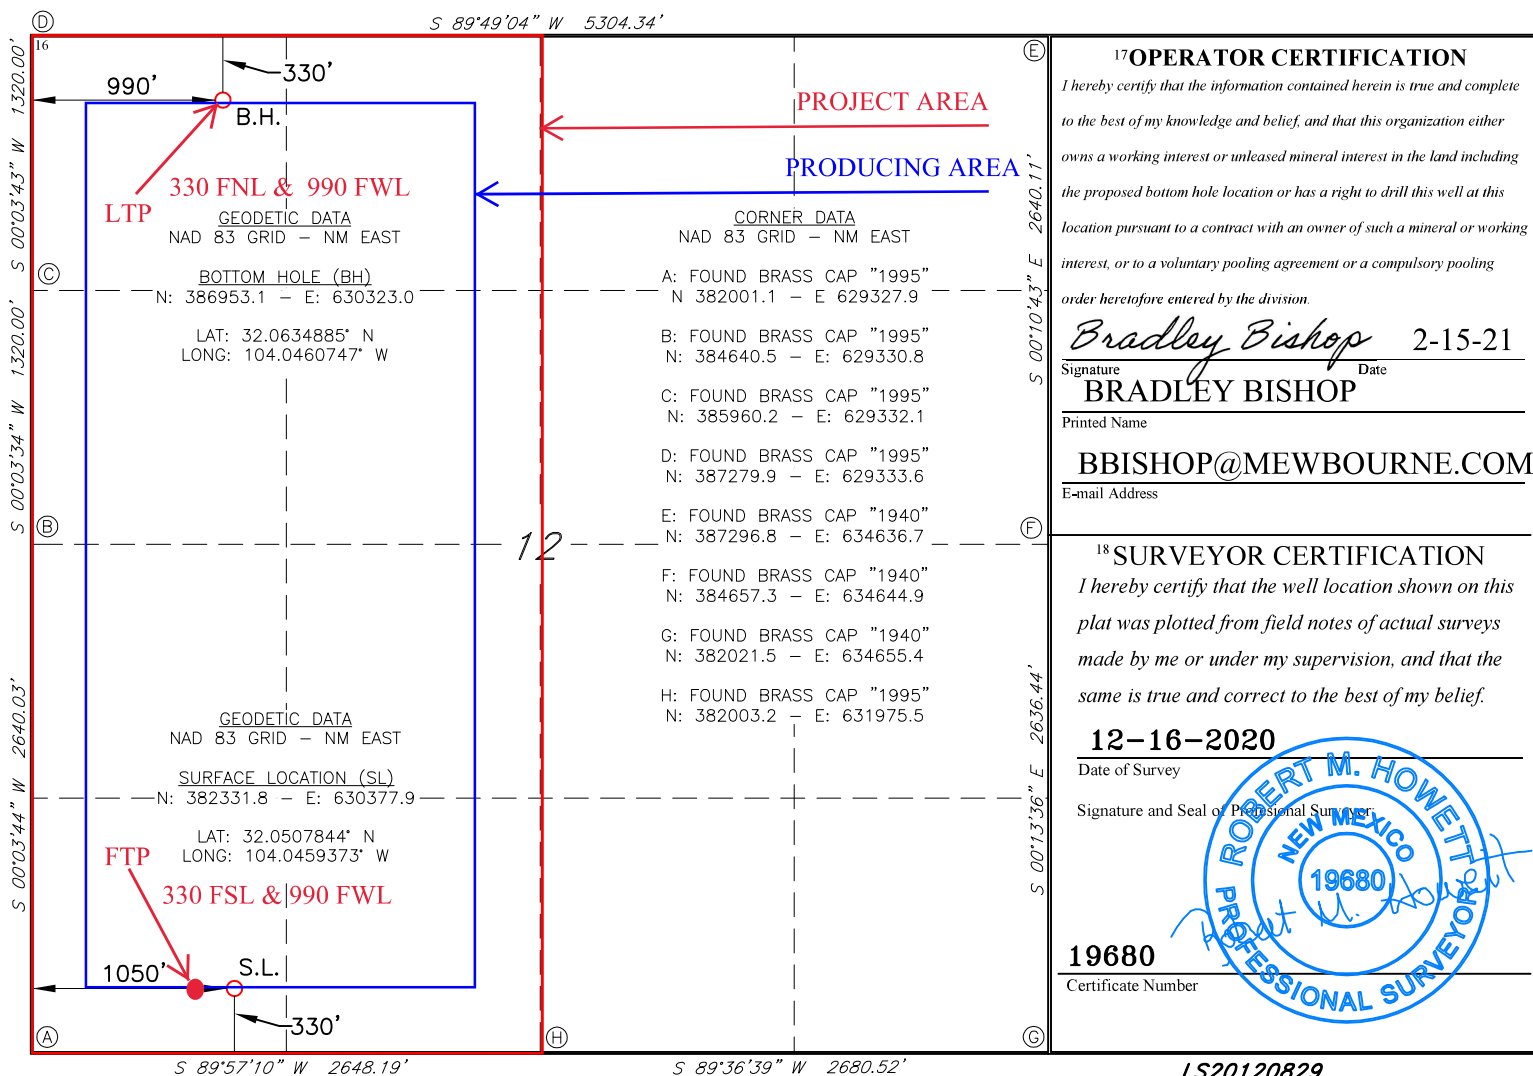 D
S 89°49'04" W 5304.34'
16
330'
990'
B.H.
E
PROJECT AREA
PRODUCING AREA
330 FNL & 990 FWL
LTP
GEODETIC DATA
NAD 83 GRID – NM EAST
BOTTOM HOLE (BH)
N: 386953.1 – E: 630323.0
LAT: 32.0634885° N
LONG: 104.0460747° W
CORNER DATA
NAD 83 GRID – NM EAST
A: FOUND BRASS CAP "1995"
N 382001.1 – E 629327.9
B: FOUND BRASS CAP "1995"
N: 384640.5 – E: 629330.8
C: FOUND BRASS CAP "1995"
N: 385960.2 – E: 629332.1
D: FOUND BRASS CAP "1995"
N: 387279.9 – E: 629333.6
E: FOUND BRASS CAP "1940"
N: 387296.8 – E: 634636.7
F: FOUND BRASS CAP "1940"
N: 384657.3 – E: 634644.9
G: FOUND BRASS CAP "1940"
N: 382021.5 – E: 634655.4
H: FOUND BRASS CAP "1995"
N: 382003.2 – E: 631975.5
S 00°03'43" W 1320.00'
C
S 00°03'34" W 1320.00'
B
S 00°03'44" W 2640.03'
12
F
S 00°10'43" E 2640.11'
S 00°13'36" E 2636.44'
GEODETIC DATA
NAD 83 GRID – NM EAST
SURFACE LOCATION (SL)
N: 382331.8 – E: 630377.9
LAT: 32.0507844° N
LONG: 104.0459373° W
FTP
330 FSL & 990 FWL
1050'
S.L.
330'
A
H
G
S 89°57'10" W 2648.19'
S 89°36'39" W 2680.52'
17 OPERATOR CERTIFICATION
I hereby certify that the information contained herein is true and complete
to the best of my knowledge and belief, and that this organization either
owns a working interest or unleased mineral interest in the land including
the proposed bottom hole location or has a right to drill this well at this
location pursuant to a contract with an owner of such a mineral or working
interest, or to a voluntary pooling agreement or a compulsory pooling
order heretofore entered by the division.
Bradley Bishop 2-15-21
Signature Date
BRADLEY BISHOP
Printed Name
BBISHOP@MEWBOURNE.COM
E-mail Address
18 SURVEYOR CERTIFICATION
I hereby certify that the well location shown on this
plat was plotted from field notes of actual surveys
made by me or under my supervision, and that the
same is true and correct to the best of my belief.
12-16-2020
Date of Survey
Signature and Seal of Profesional Surveyor:
ROBERT M. HOWETT
NEW MEXICO
19680
PROFESSIONAL SURVEYOR
Robert M. Howett
19680
Certificate Number
LS20120829